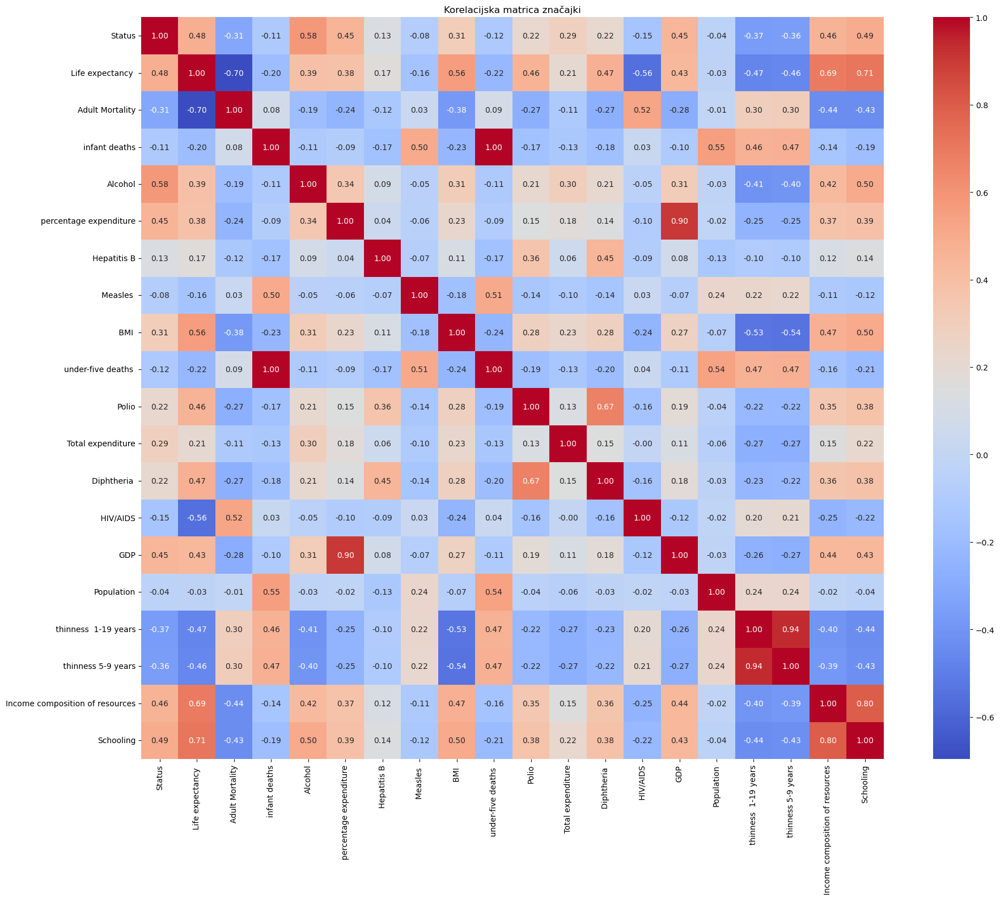 Korelacijska matrica značajki
Status 1.00 0.48 -0.31 -0.11 0.58 0.45 0.13 -0.08 0.31 -0.12 0.22 0.29 0.22 -0.15 0.45 -0.04 -0.37 -0.36 0.46 0.49
Life expectancy 0.48 1.00 -0.70 -0.20 0.39 0.38 0.17 -0.16 0.56 -0.22 0.46 0.21 0.47 -0.56 0.43 -0.03 -0.47 -0.46 0.69 0.71
Adult Mortality -0.31 -0.70 1.00 0.08 -0.19 -0.24 -0.12 0.03 -0.38 0.09 -0.27 -0.11 -0.27 0.52 -0.28 -0.01 0.30 0.30 -0.44 -0.43
infant deaths -0.11 -0.20 0.08 1.00 -0.11 -0.09 -0.17 0.50 -0.23 1.00 -0.17 -0.13 -0.18 0.03 -0.10 0.55 0.46 0.47 -0.14 -0.19
Alcohol 0.58 0.39 -0.19 -0.11 1.00 0.34 0.09 -0.05 0.31 -0.11 0.21 0.30 0.21 -0.05 0.31 -0.03 -0.41 -0.40 0.42 0.50
percentage expenditure 0.45 0.38 -0.24 -0.09 0.34 1.00 0.04 -0.06 0.23 -0.09 0.15 0.18 0.14 -0.10 0.90 -0.02 -0.25 -0.25 0.37 0.39
Hepatitis B 0.13 0.17 -0.12 -0.17 0.09 0.04 1.00 -0.07 0.11 -0.17 0.36 0.06 0.45 -0.09 0.08 -0.13 -0.10 -0.10 0.12 0.14
Measles -0.08 -0.16 0.03 0.50 -0.05 -0.06 -0.07 1.00 -0.18 0.51 -0.14 -0.10 -0.14 0.03 -0.07 0.24 0.22 0.22 -0.11 -0.12
BMI 0.31 0.56 -0.38 -0.23 0.31 0.23 0.11 -0.18 1.00 -0.24 0.28 0.23 0.28 -0.24 0.27 -0.07 -0.53 -0.54 0.47 0.50
under-five deaths -0.12 -0.22 0.09 1.00 -0.11 -0.09 -0.17 0.51 -0.24 1.00 -0.19 -0.13 -0.20 0.04 -0.11 0.54 0.47 0.47 -0.16 -0.21
Polio 0.22 0.46 -0.27 -0.17 0.21 0.15 0.36 -0.14 0.28 -0.19 1.00 0.13 0.67 -0.16 0.19 -0.04 -0.22 -0.22 0.35 0.38
Total expenditure 0.29 0.21 -0.11 -0.13 0.30 0.18 0.06 -0.10 0.23 -0.13 0.13 1.00 0.15 -0.00 0.11 -0.06 -0.27 -0.27 0.15 0.22
Diphtheria 0.22 0.47 -0.27 -0.18 0.21 0.14 0.45 -0.14 0.28 -0.20 0.67 0.15 1.00 -0.16 0.18 -0.03 -0.23 -0.22 0.36 0.38
HIV/AIDS -0.15 -0.56 0.52 0.03 -0.05 -0.10 -0.09 0.03 -0.24 0.04 -0.16 -0.00 -0.16 1.00 -0.12 -0.02 0.20 0.21 -0.25 -0.22
GDP 0.45 0.43 -0.28 -0.10 0.31 0.90 0.08 -0.07 0.27 -0.11 0.19 0.11 0.18 -0.12 1.00 -0.03 -0.26 -0.27 0.44 0.43
Population -0.04 -0.03 -0.01 0.55 -0.03 -0.02 -0.13 0.24 -0.07 0.54 -0.04 -0.06 -0.03 -0.02 -0.03 1.00 0.24 0.24 -0.02 -0.04
thinness 1-19 years -0.37 -0.47 0.30 0.46 -0.41 -0.25 -0.10 0.22 -0.53 0.47 -0.22 -0.27 -0.23 0.20 -0.26 0.24 1.00 0.94 -0.40 -0.44
thinness 5-9 years -0.36 -0.46 0.30 0.47 -0.40 -0.25 -0.10 0.22 -0.54 0.47 -0.22 -0.27 -0.22 0.21 -0.27 0.24 0.94 1.00 -0.39 -0.43
Income composition of resources 0.46 0.69 -0.44 -0.14 0.42 0.37 0.12 -0.11 0.47 -0.16 0.35 0.15 0.36 -0.25 0.44 -0.02 -0.40 -0.39 1.00 0.80
Schooling 0.49 0.71 -0.43 -0.19 0.50 0.39 0.14 -0.12 0.50 -0.21 0.38 0.22 0.38 -0.22 0.43 -0.04 -0.44 -0.43 0.80 1.00
Status
Life expectancy
Adult Mortality
infant deaths
Alcohol
percentage expenditure
Hepatitis B
Measles
BMI
under-five deaths
Polio
Total expenditure
Diphtheria
HIV/AIDS
GDP
Population
thinness 1-19 years
thinness 5-9 years
Income composition of resources
Schooling
1.0
0.8
0.6
0.4
0.2
0.0
−0.2
−0.4
−0.6